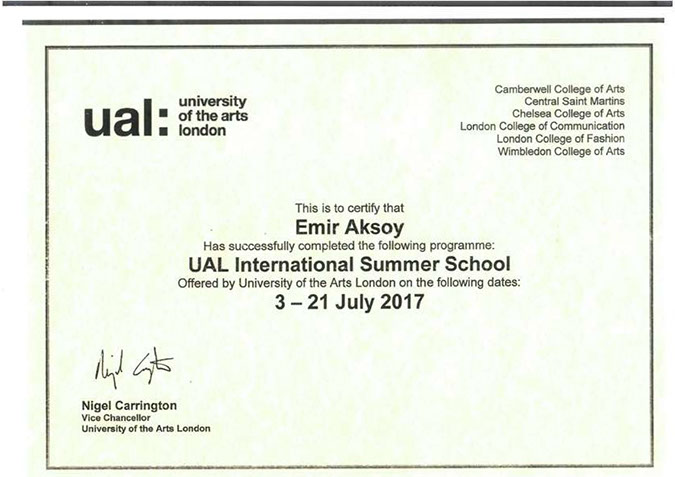 ual:
university
of the arts
london
Camberwell College of Arts
Central Saint Martins
Chelsea College of Arts
London College of Communication
London College of Fashion
Wimbledon College of Arts
This is to certify that
Emir Aksoy
Has successfully completed the following programme:
UAL International Summer School
Offered by University of the Arts London on the following dates:
3 – 21 July 2017
Nigel Carrington
Vice Chancellor
University of the Arts London